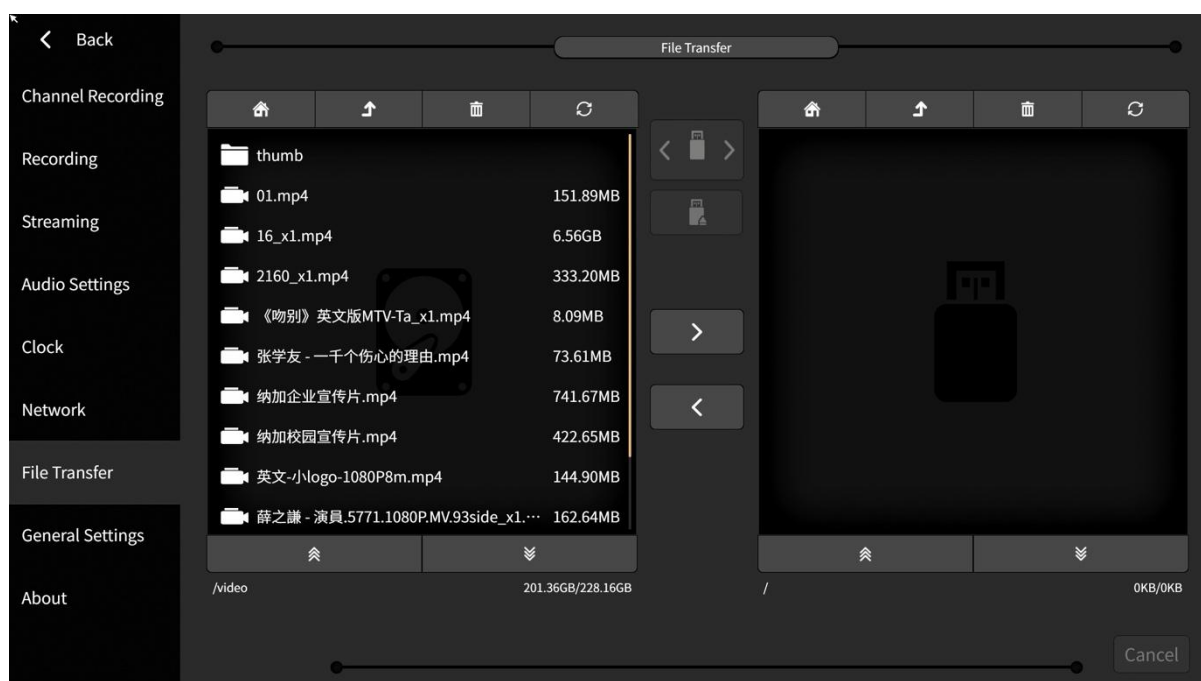 Back
File Transfer
Channel Recording
Recording
Streaming
Audio Settings
Clock
Network
File Transfer
General Settings
About
thumb
01.mp4 151.89MB
16_x1.mp4 6.56GB
2160_x1.mp4 333.20MB
《吻别》英文版MTV-Ta_x1.mp4 8.09MB
张学友 - 一千个伤心的理由.mp4 73.61MB
纳加企业宣传片.mp4 741.67MB
纳加校园宣传片.mp4 422.65MB
英文-小logo-1080P8m.mp4 144.90MB
薛之謙 - 演員.5771.1080P.MV.93side_x1.⋯ 162.64MB
/video 201.36GB/228.16GB
/ 0KB/0KB
Cancel